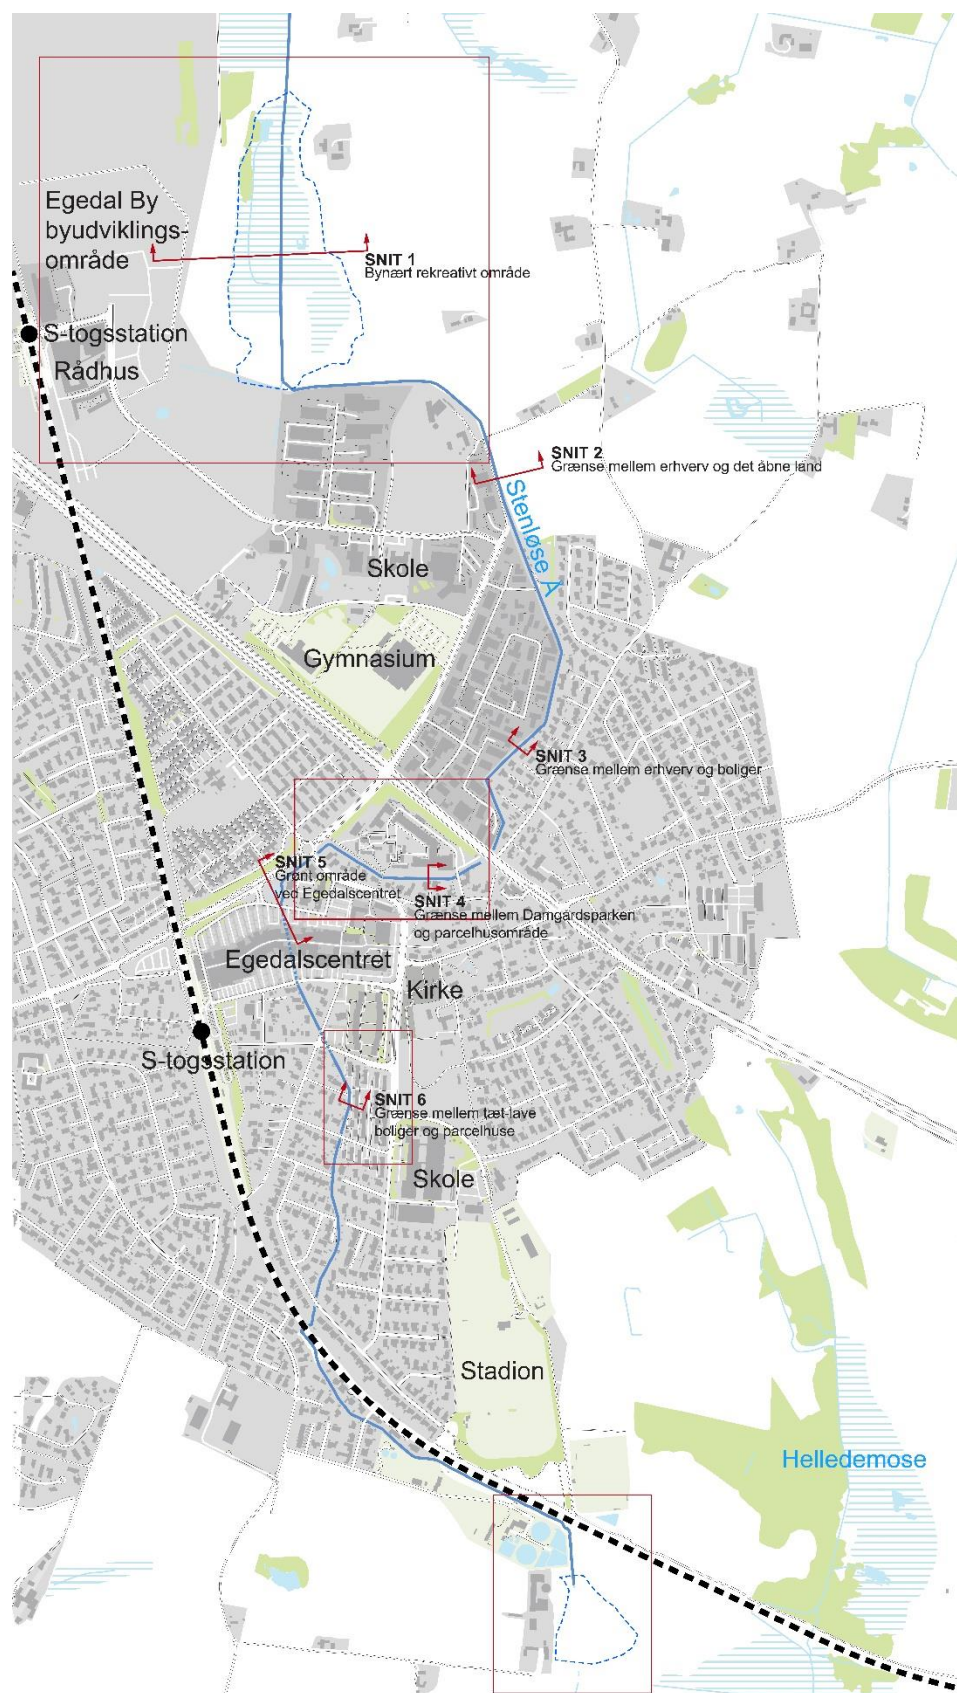 Egedal By
byudviklings-
område
SNIT 1
Bynært rekreativt område
S-togsstation
Rådhus
SNIT 2
Grænse mellem erhverv og det åbne land
Stenløse Å
Skole
Gymnasium
SNIT 3
Grænse mellem erhverv og boliger
SNIT 5
Grønt område
ved Egedalscentret
SNIT 4
Grænse mellem Damgårdsparken
og parcelhusområde
Egedalscentret
Kirke
S-togsstation
SNIT 6
Grænse mellem tæt-lave
boliger og parcelhuse
Skole
Stadion
Helledemose